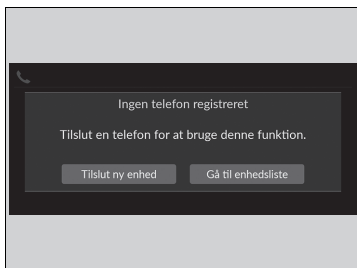 Ingen telefon registreret
Tilslut en telefon for at bruge denne funktion.
Tilslut ny enhed
Gå til enhedsliste